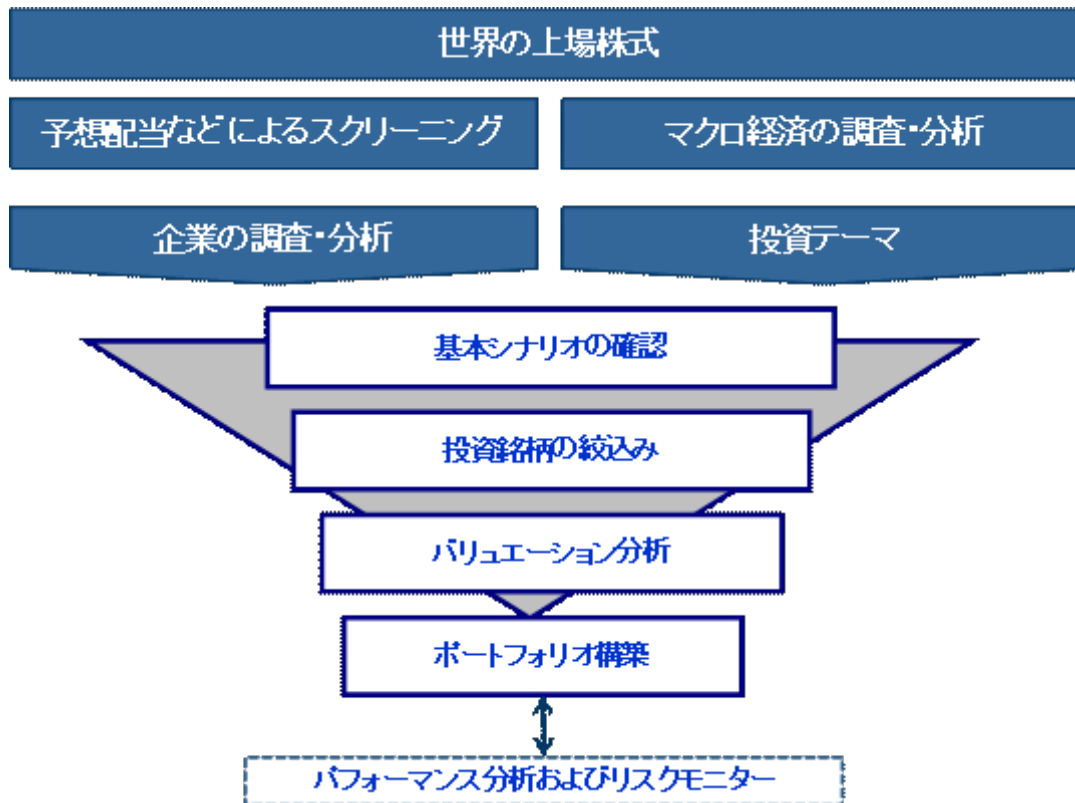 世界の上場株式
予想配当などによるスクリーニング
マクロ経済の調査・分析
企業の調査・分析
投資テーマ
基本シナリオの確認
投資銘柄の絞込み
バリュエーション分析
ポートフォリオ構築
パフォーマンス分析およびリスクモニター